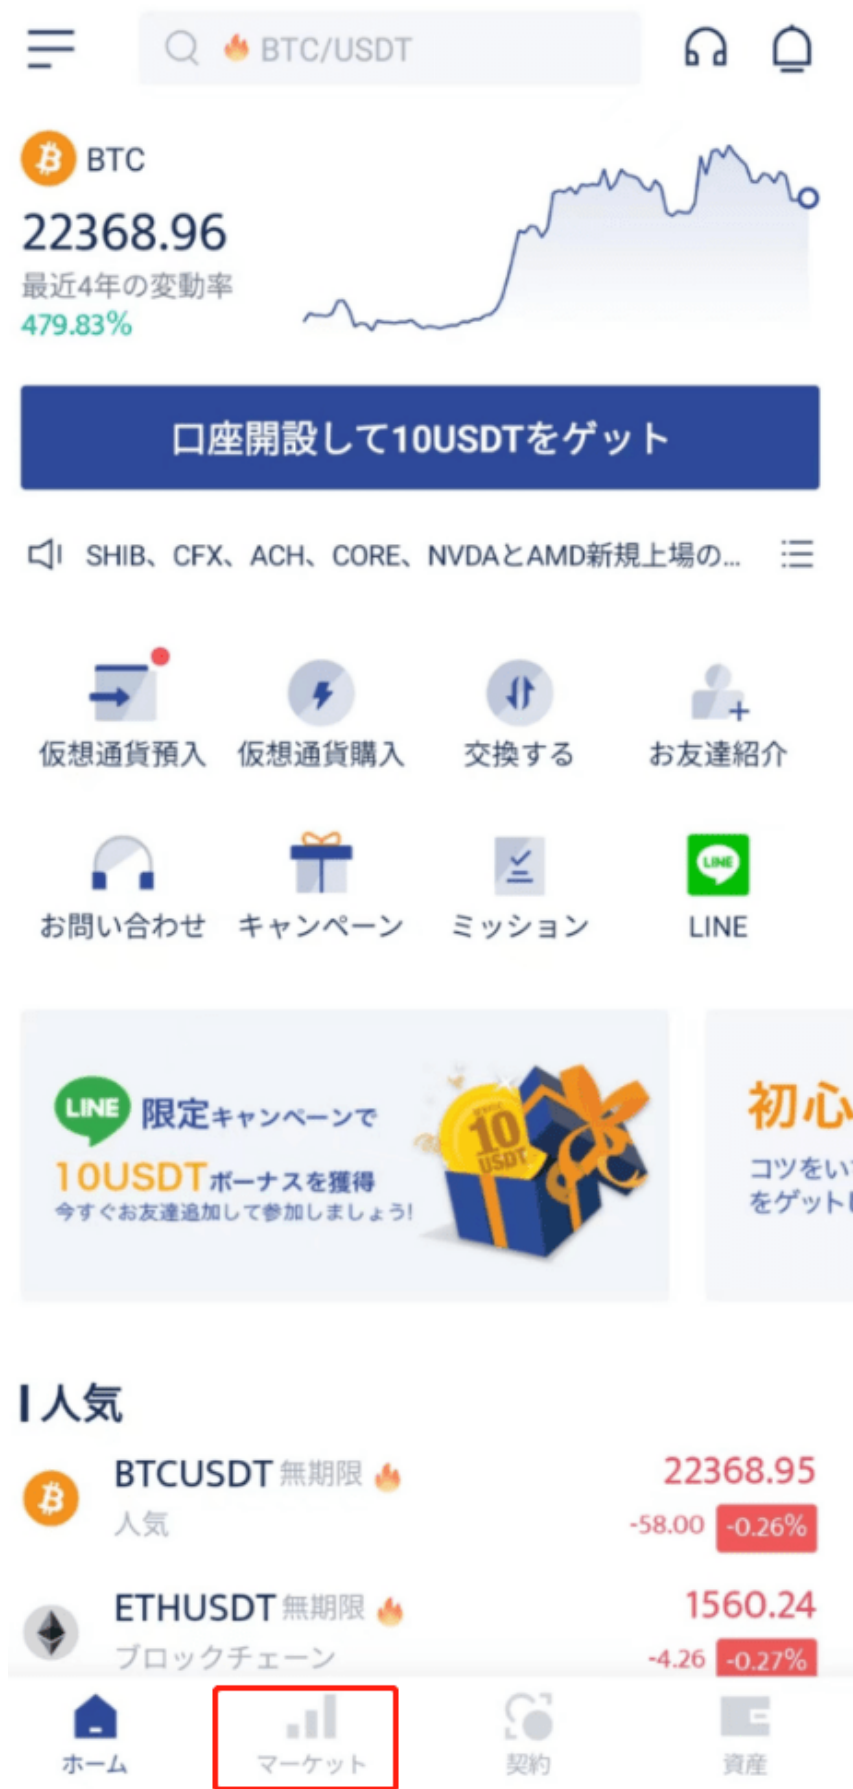 BTC/USDT
BTC
22368.96
最近4年の変動率
479.83%
口座開設して10USDTをゲット
SHIB、CFX、ACH、CORE、NVDAとAMD新規上場の...
仮想通貨預入 仮想通貨購入 交換する お友達紹介
お問い合わせ キャンペーン ミッション LINE
LINE
LINE 限定キャンペーンで
10USDTボーナスを獲得
今すぐお友達追加して参加しましょう!
10
USDT
初心
コツをい
をゲット
人気
BTCUSDT 無期限 22368.95
人気 -58.00 -0.26%
ETHUSDT 無期限 1560.24
ブロックチェーン -4.26 -0.27%
ホーム マーケット 契約 資産